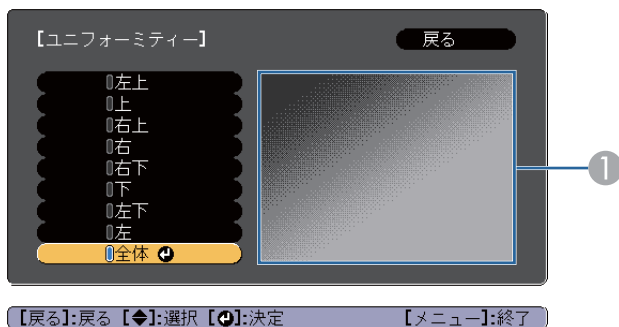 【ユニフォーミティー】
戻る
左上
上
右上
右
右下
下
左下
左
全体
1
【戻る】:戻る 【◆】:選択 【↵】:決定 【メニュー】:終了